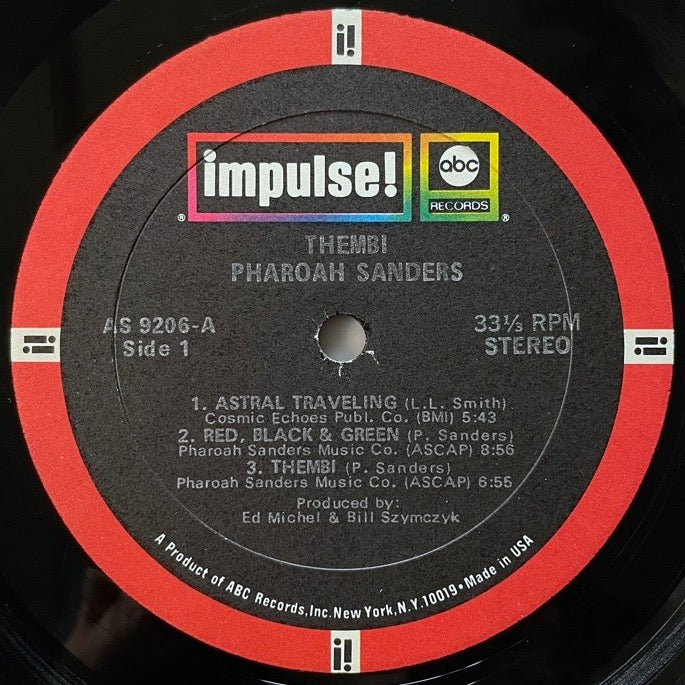 i!
impulse!
abc
RECORDS
®
®
THEMBI
PHAROAH SANDERS
AS 9206-A
Side 1
33⅓ RPM
STEREO
i!
i!
1. ASTRAL TRAVELING (L.L. Smith)
Cosmic Echoes Publ. Co. (BMI) 5:43
2. RED, BLACK & GREEN (P. Sanders)
Pharoah Sanders Music Co. (ASCAP) 8:56
3. THEMBI (P. Sanders)
Pharoah Sanders Music Co. (ASCAP) 6:55
Produced by:
Ed Michel & Bill Szymczyk
A Product of ABC Records, Inc. New York, N.Y. 10019 • Made in USA
i!